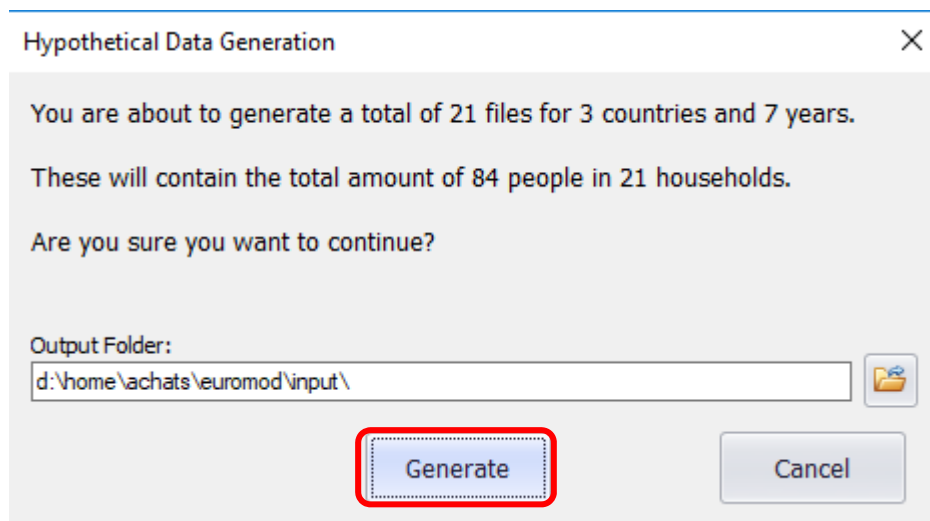 Hypothetical Data Generation
You are about to generate a total of 21 files for 3 countries and 7 years.
These will contain the total amount of 84 people in 21 households.
Are you sure you want to continue?
Output Folder:
d:\home\achats\euromod\input\
Generate
Cancel